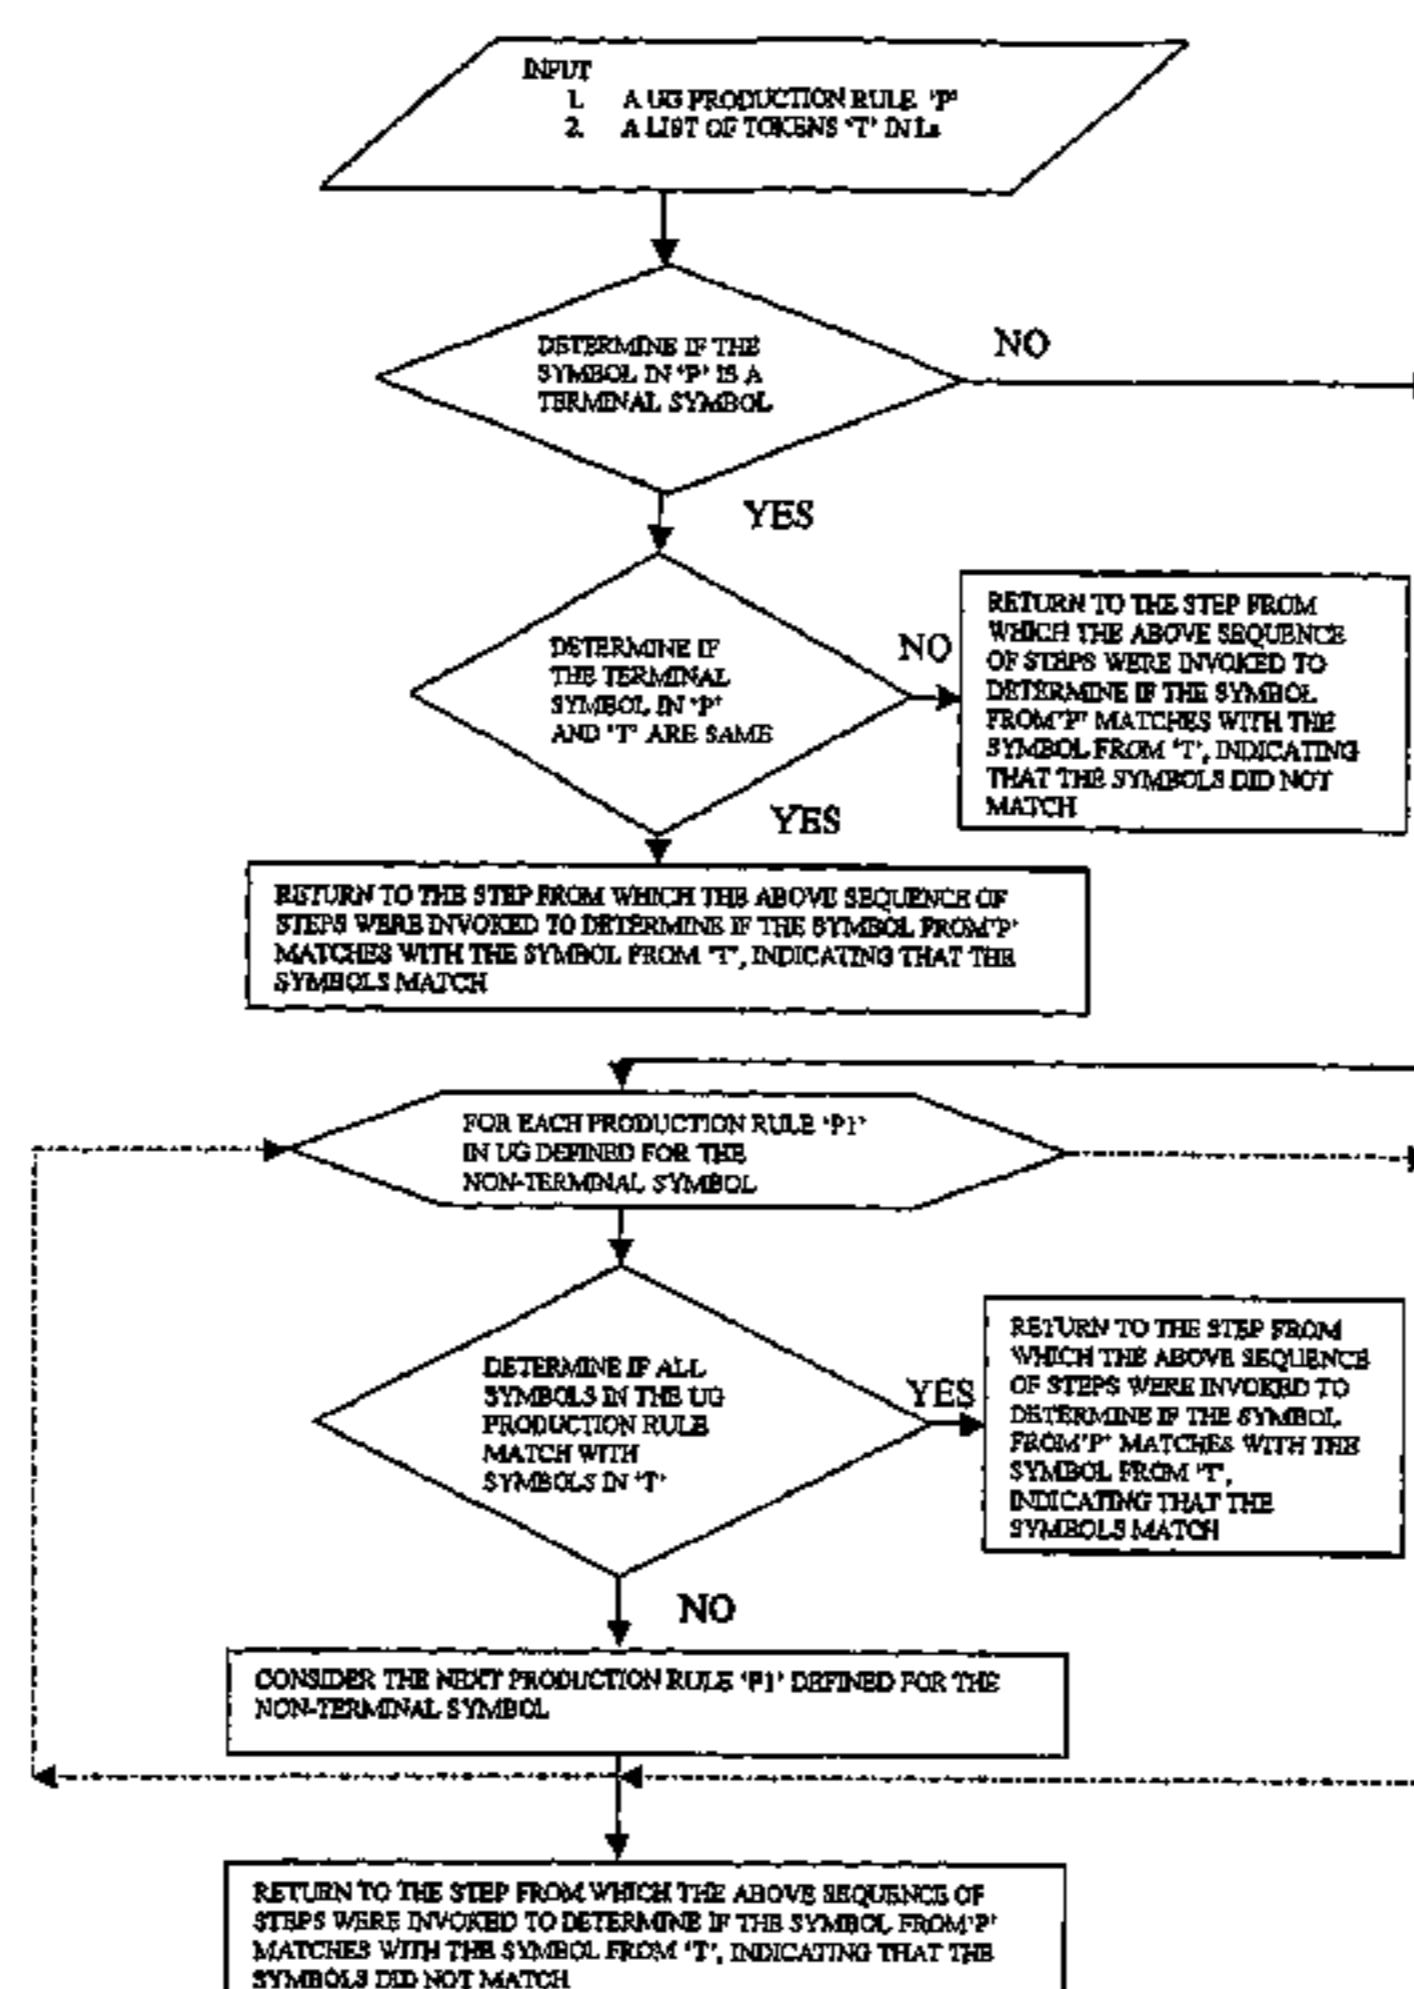 INPUT
1. A UG PRODUCTION RULE 'P'
2. A LIST OF TOKENS 'T' IN Ls
DETERMINE IF THE
SYMBOL IN 'P' IS A
TERMINAL SYMBOL
NO
YES
DETERMINE IF
THE TERMINAL
SYMBOL IN 'P'
AND 'T' ARE SAME
NO
RETURN TO THE STEP FROM
WHICH THE ABOVE SEQUENCE
OF STEPS WERE INVOKED TO
DETERMINE IF THE SYMBOL
FROM'P' MATCHES WITH THE
SYMBOL FROM 'T', INDICATING
THAT THE SYMBOLS DID NOT
MATCH
YES
RETURN TO THE STEP FROM WHICH THE ABOVE SEQUENCE OF
STEPS WERE INVOKED TO DETERMINE IF THE SYMBOL FROM'P'
MATCHES WITH THE SYMBOL FROM 'T', INDICATING THAT THE
SYMBOLS MATCH
FOR EACH PRODUCTION RULE 'P1'
IN UG DEFINED FOR THE
NON-TERMINAL SYMBOL
DETERMINE IF ALL
SYMBOLS IN THE UG
PRODUCTION RULE
MATCH WITH
SYMBOLS IN 'T'
YES
RETURN TO THE STEP FROM
WHICH THE ABOVE SEQUENCE
OF STEPS WERE INVOKED TO
DETERMINE IF THE SYMBOL
FROM'P' MATCHES WITH THE
SYMBOL FROM 'T',
INDICATING THAT THE
SYMBOLS MATCH
NO
CONSIDER THE NEXT PRODUCTION RULE 'P1' DEFINED FOR THE
NON-TERMINAL SYMBOL
RETURN TO THE STEP FROM WHICH THE ABOVE SEQUENCE OF
STEPS WERE INVOKED TO DETERMINE IF THE SYMBOL FROM'P'
MATCHES WITH THE SYMBOL FROM 'T', INDICATING THAT THE
SYMBOLS DID NOT MATCH